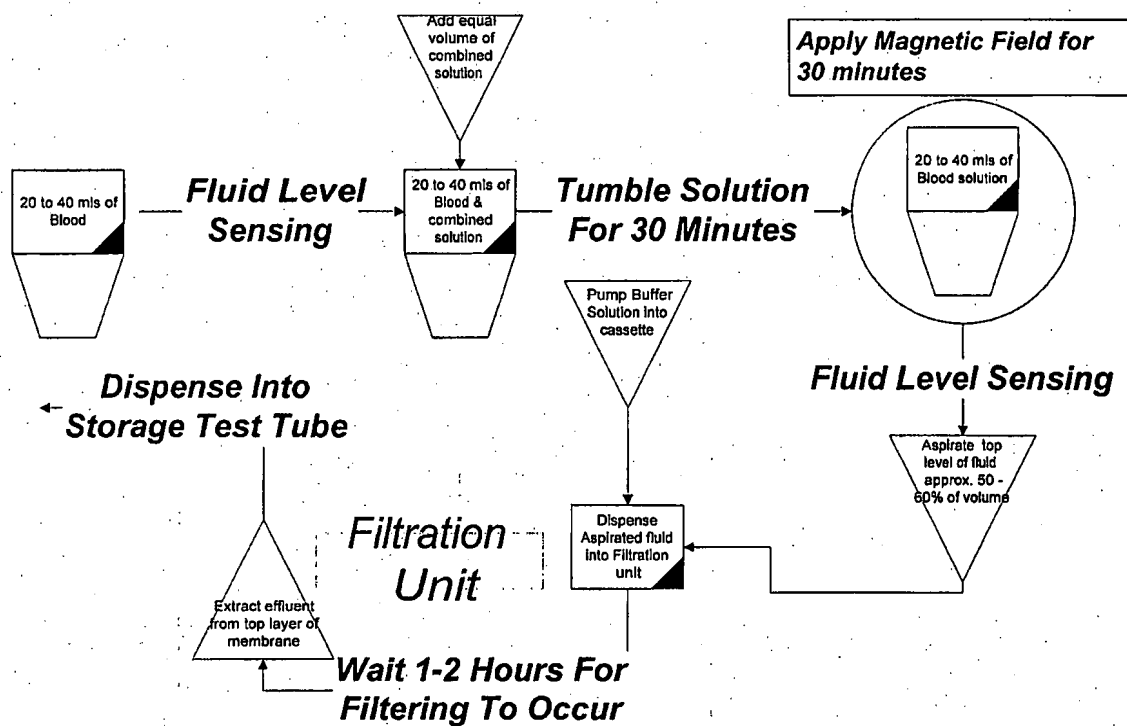 Add equal
volume of
combined
solution
Apply Magnetic Field for
30 minutes
20 to 40 mls of
Blood
Fluid Level
Sensing
20 to 40 mls of
Blood &
combined
solution
Tumble Solution
For 30 Minutes
20 to 40 mls of
Blood solution
Pump Buffer
Solution into
cassette
Fluid Level Sensing
Aspirate top
level of fluid
approx. 50 -
60% of volume
Dispense
Aspirated fluid
into Filtration
unit
Filtration
Unit
Dispense Into
Storage Test Tube
Extract effluent
from top layer of
membrane
Wait 1-2 Hours For
Filtering To Occur